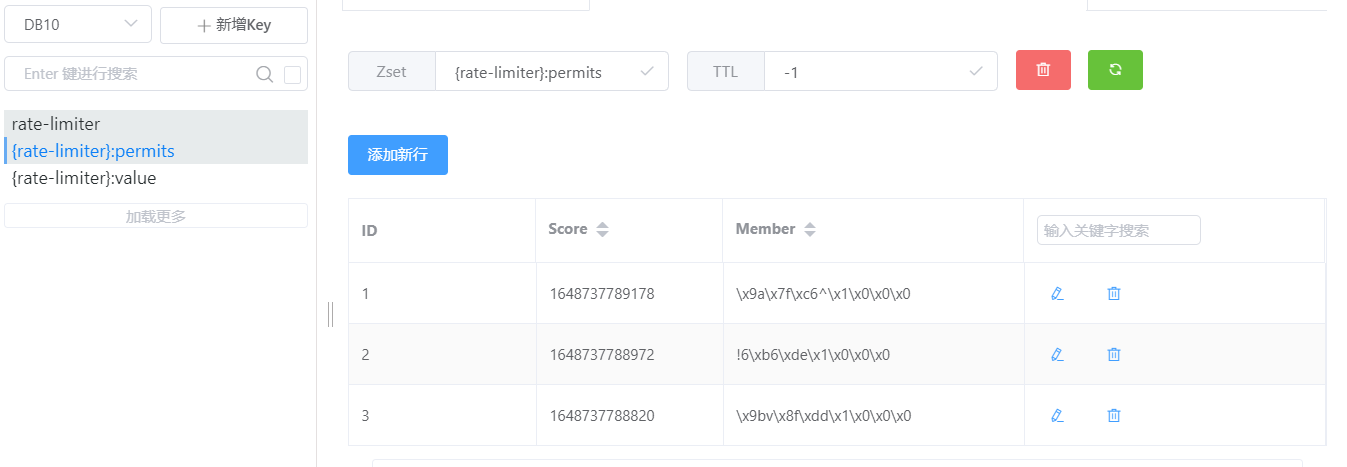 DB10
新增Key
Enter 键进行搜索
rate-limiter
{rate-limiter}:permits
{rate-limiter}:value
加载更多
Zset {rate-limiter}:permits TTL -1
添加新行
ID Score Member 输入关键字搜索
1 1648737789178 \x9a\x7f\xc6^\x1\x0\x0\x0
2 1648737788972 !6\xb6\xde\x1\x0\x0\x0
3 1648737788820 \x9bv\x8f\xdd\x1\x0\x0\x0